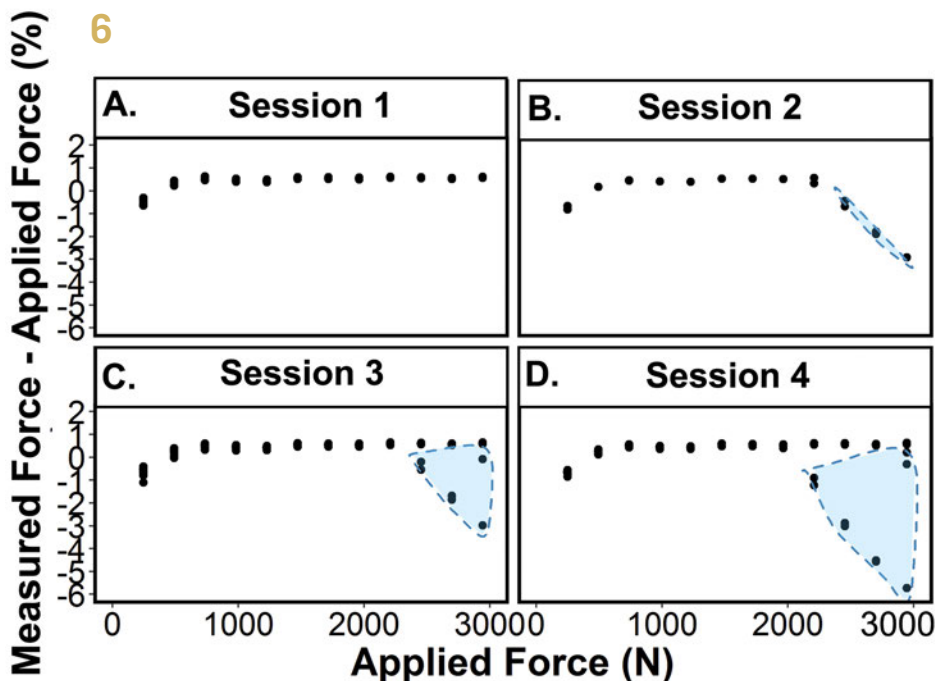 6
Measured Force - Applied Force (%)
A.
Session 1
B.
Session 2
2
1
0
-1
-2
-3
-4
-5
-6
C.
Session 3
D.
Session 4
2
1
0
-1
-2
-3
-4
-5
-6
0 1000 2000 3000 0 1000 2000 3000
Applied Force (N)